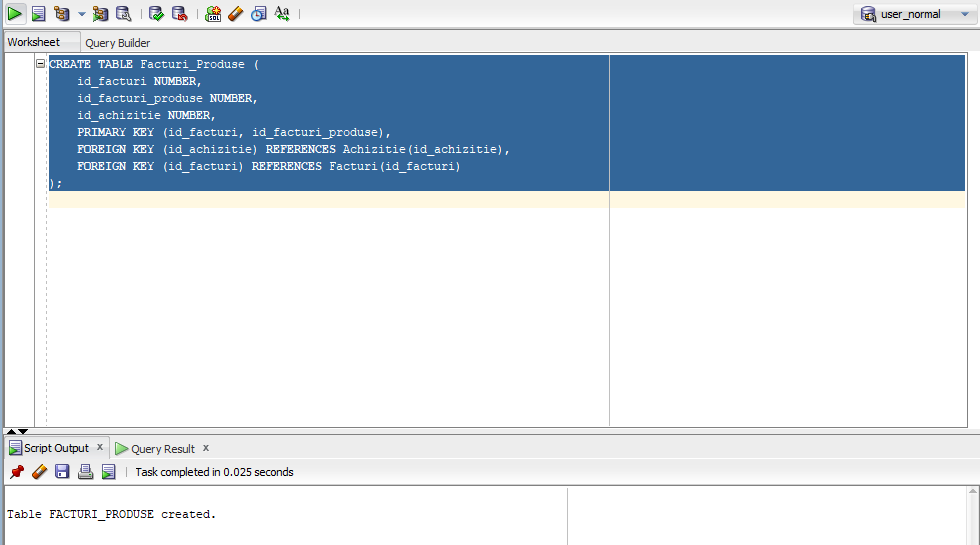 SQL
Aa
user_normal
Worksheet
Query Builder
CREATE TABLE Facturi_Produse (
id_facturi NUMBER,
id_facturi_produse NUMBER,
id_achizitie NUMBER,
PRIMARY KEY (id_facturi, id_facturi_produse),
FOREIGN KEY (id_achizitie) REFERENCES Achizitie(id_achizitie),
FOREIGN KEY (id_facturi) REFERENCES Facturi(id_facturi)
);
Script Output x
Query Result x
Task completed in 0.025 seconds
Table FACTURI_PRODUSE created.